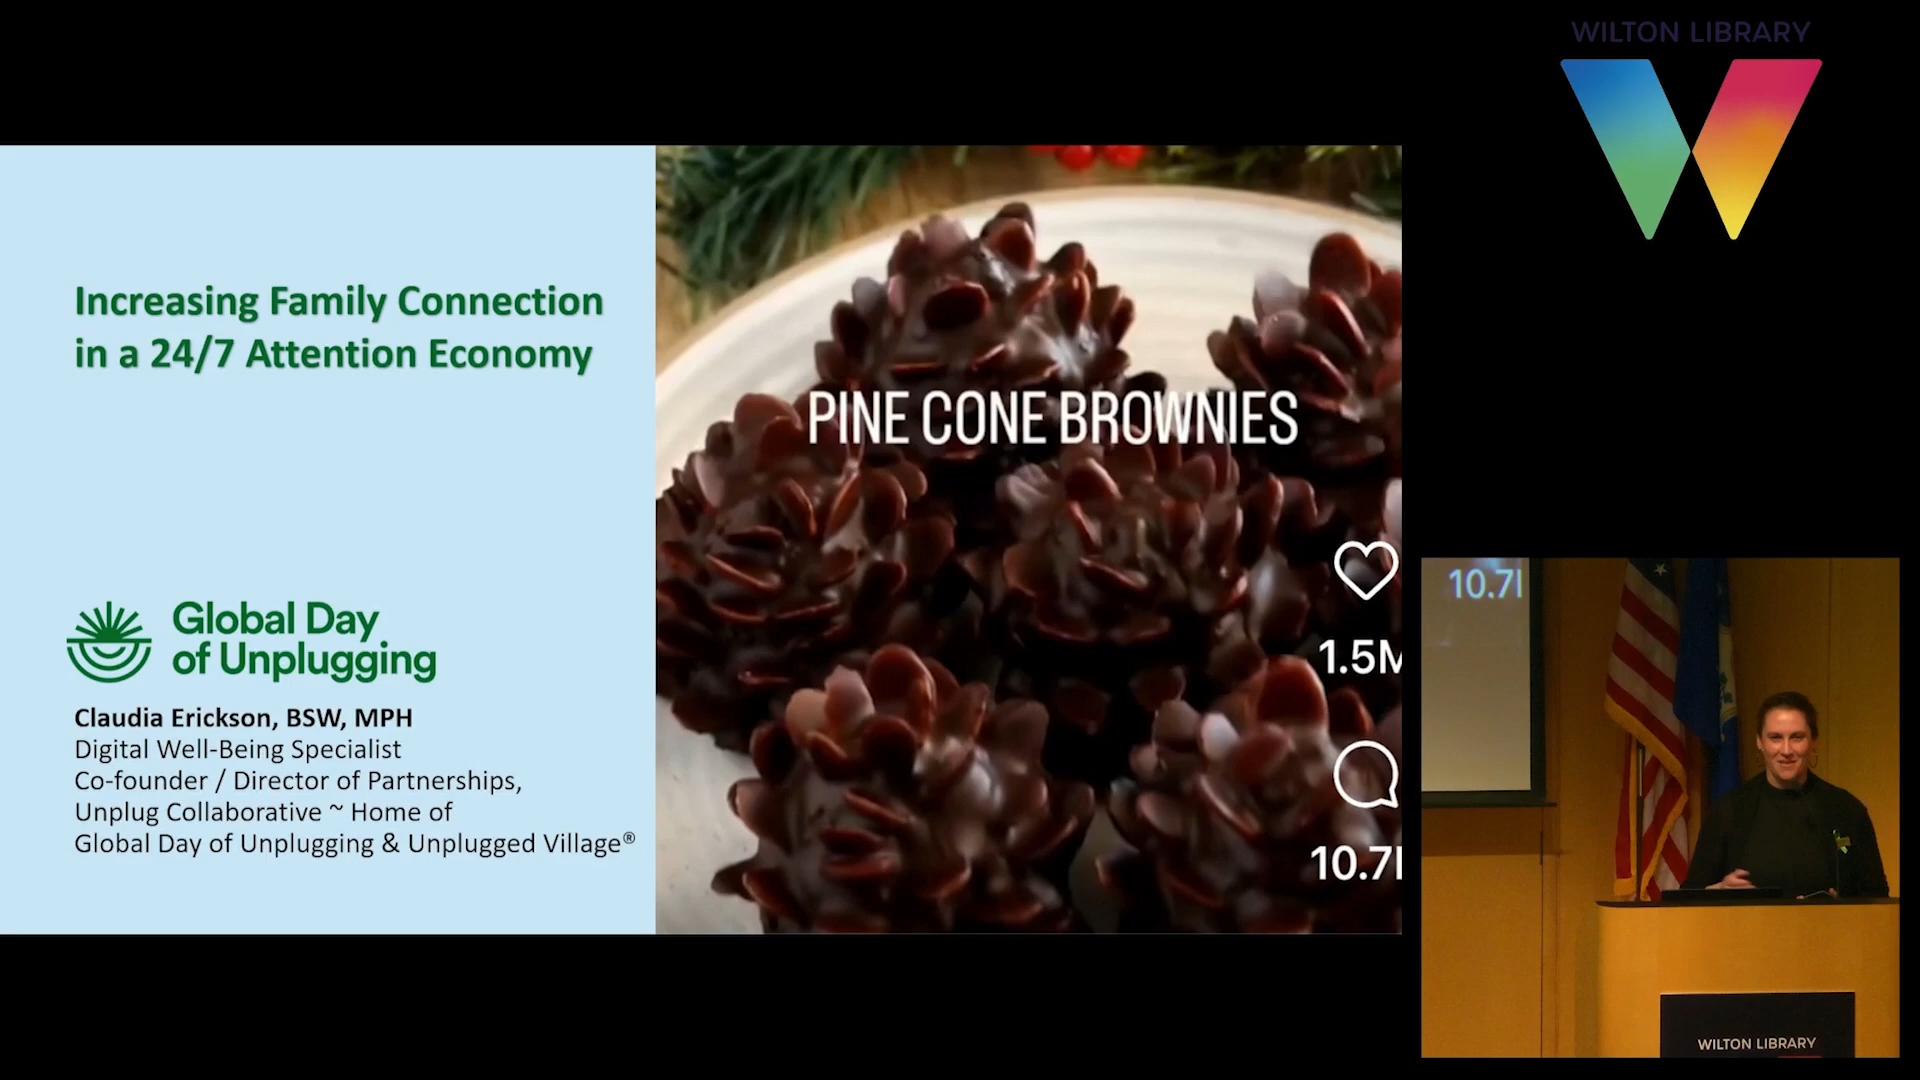 WILTON LIBRARY
Increasing Family Connection
in a 24/7 Attention Economy
PINE CONE BROWNIES
1.5M
10.7
Global Day
of Unplugging
Claudia Erickson, BSW, MPH
Digital Well-Being Specialist
Co-founder / Director of Partnerships,
Unplug Collaborative ~ Home of
Global Day of Unplugging & Unplugged Village®
10.7
WILTON LIBRARY